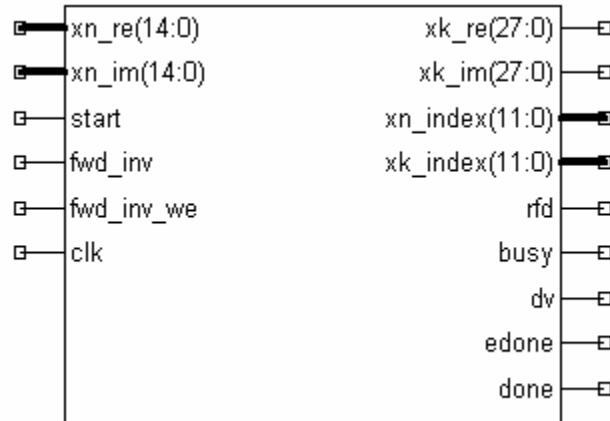 xn_re(14:0) xk_re(27:0)
xn_im(14:0) xk_im(27:0)
start xn_index(11:0)
fwd_inv xk_index(11:0)
fwd_inv_we rfd
clk busy
dv
edone
done